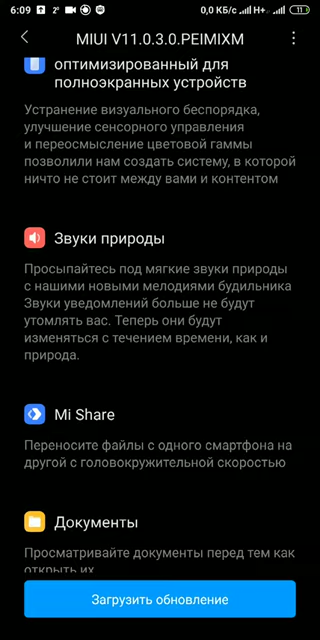 6:09 2° 0,0 КБ/с H+ 11
MIUI V11.0.3.0.PEIMIXM
оптимизированный для
полноэкранных устройств
Устранение визуального беспорядка,
улучшение сенсорного управления
и переосмысление цветовой гаммы
позволили нам создать систему, в которой
ничто не стоит между вами и контентом
Звуки природы
Просыпайтесь под мягкие звуки природы
с нашими новыми мелодиями будильника
Звуки уведомлений больше не будут
утомлять вас. Теперь они будут
изменяться с течением времени, как и
природа.
Mi Share
Переносите файлы с одного смартфона на
другой с головокружительной скоростью
Документы
Просматривайте документы перед тем как
открыть их
Загрузить обновление